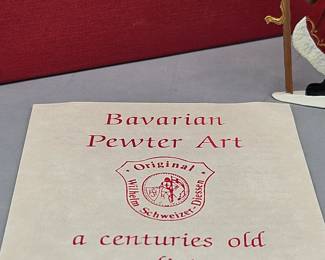 Bavarian
Pewter Art
Original
Wilhelm Schweizer-Diessen
a centuries old